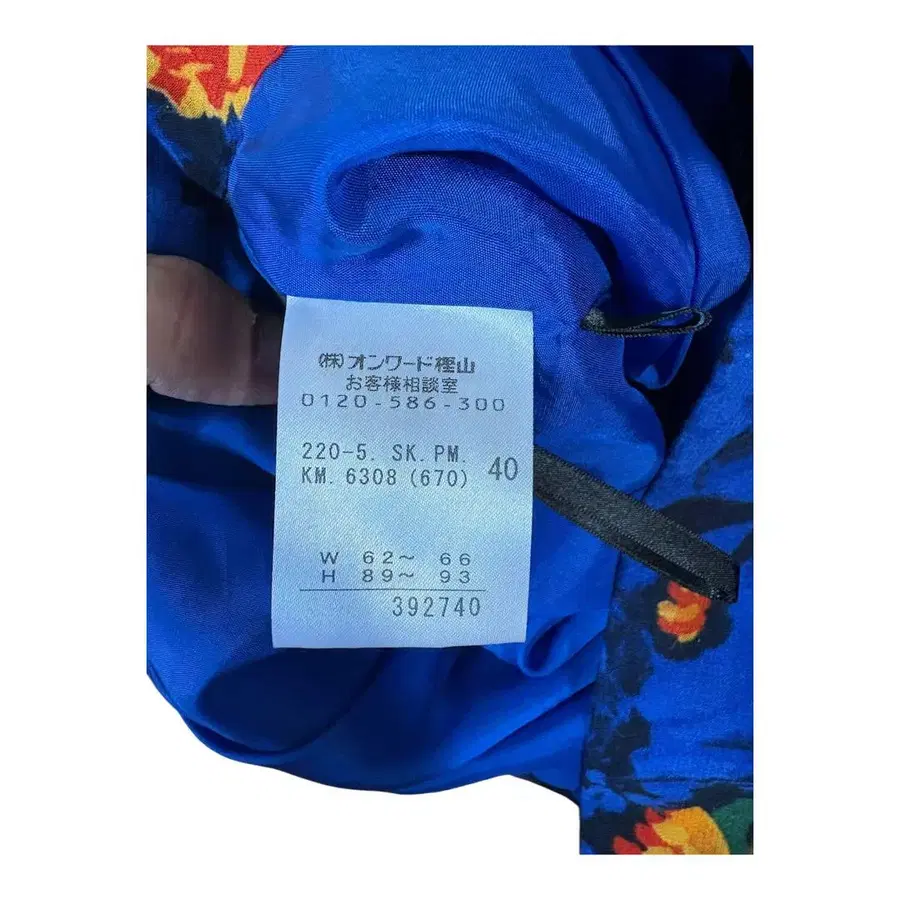 (株)オンワード樫山
お客様相談室
0120-586-300
220-5. SK. PM.
KM. 6308 (670) 40
W 62~ 66
H 89~ 93
392740